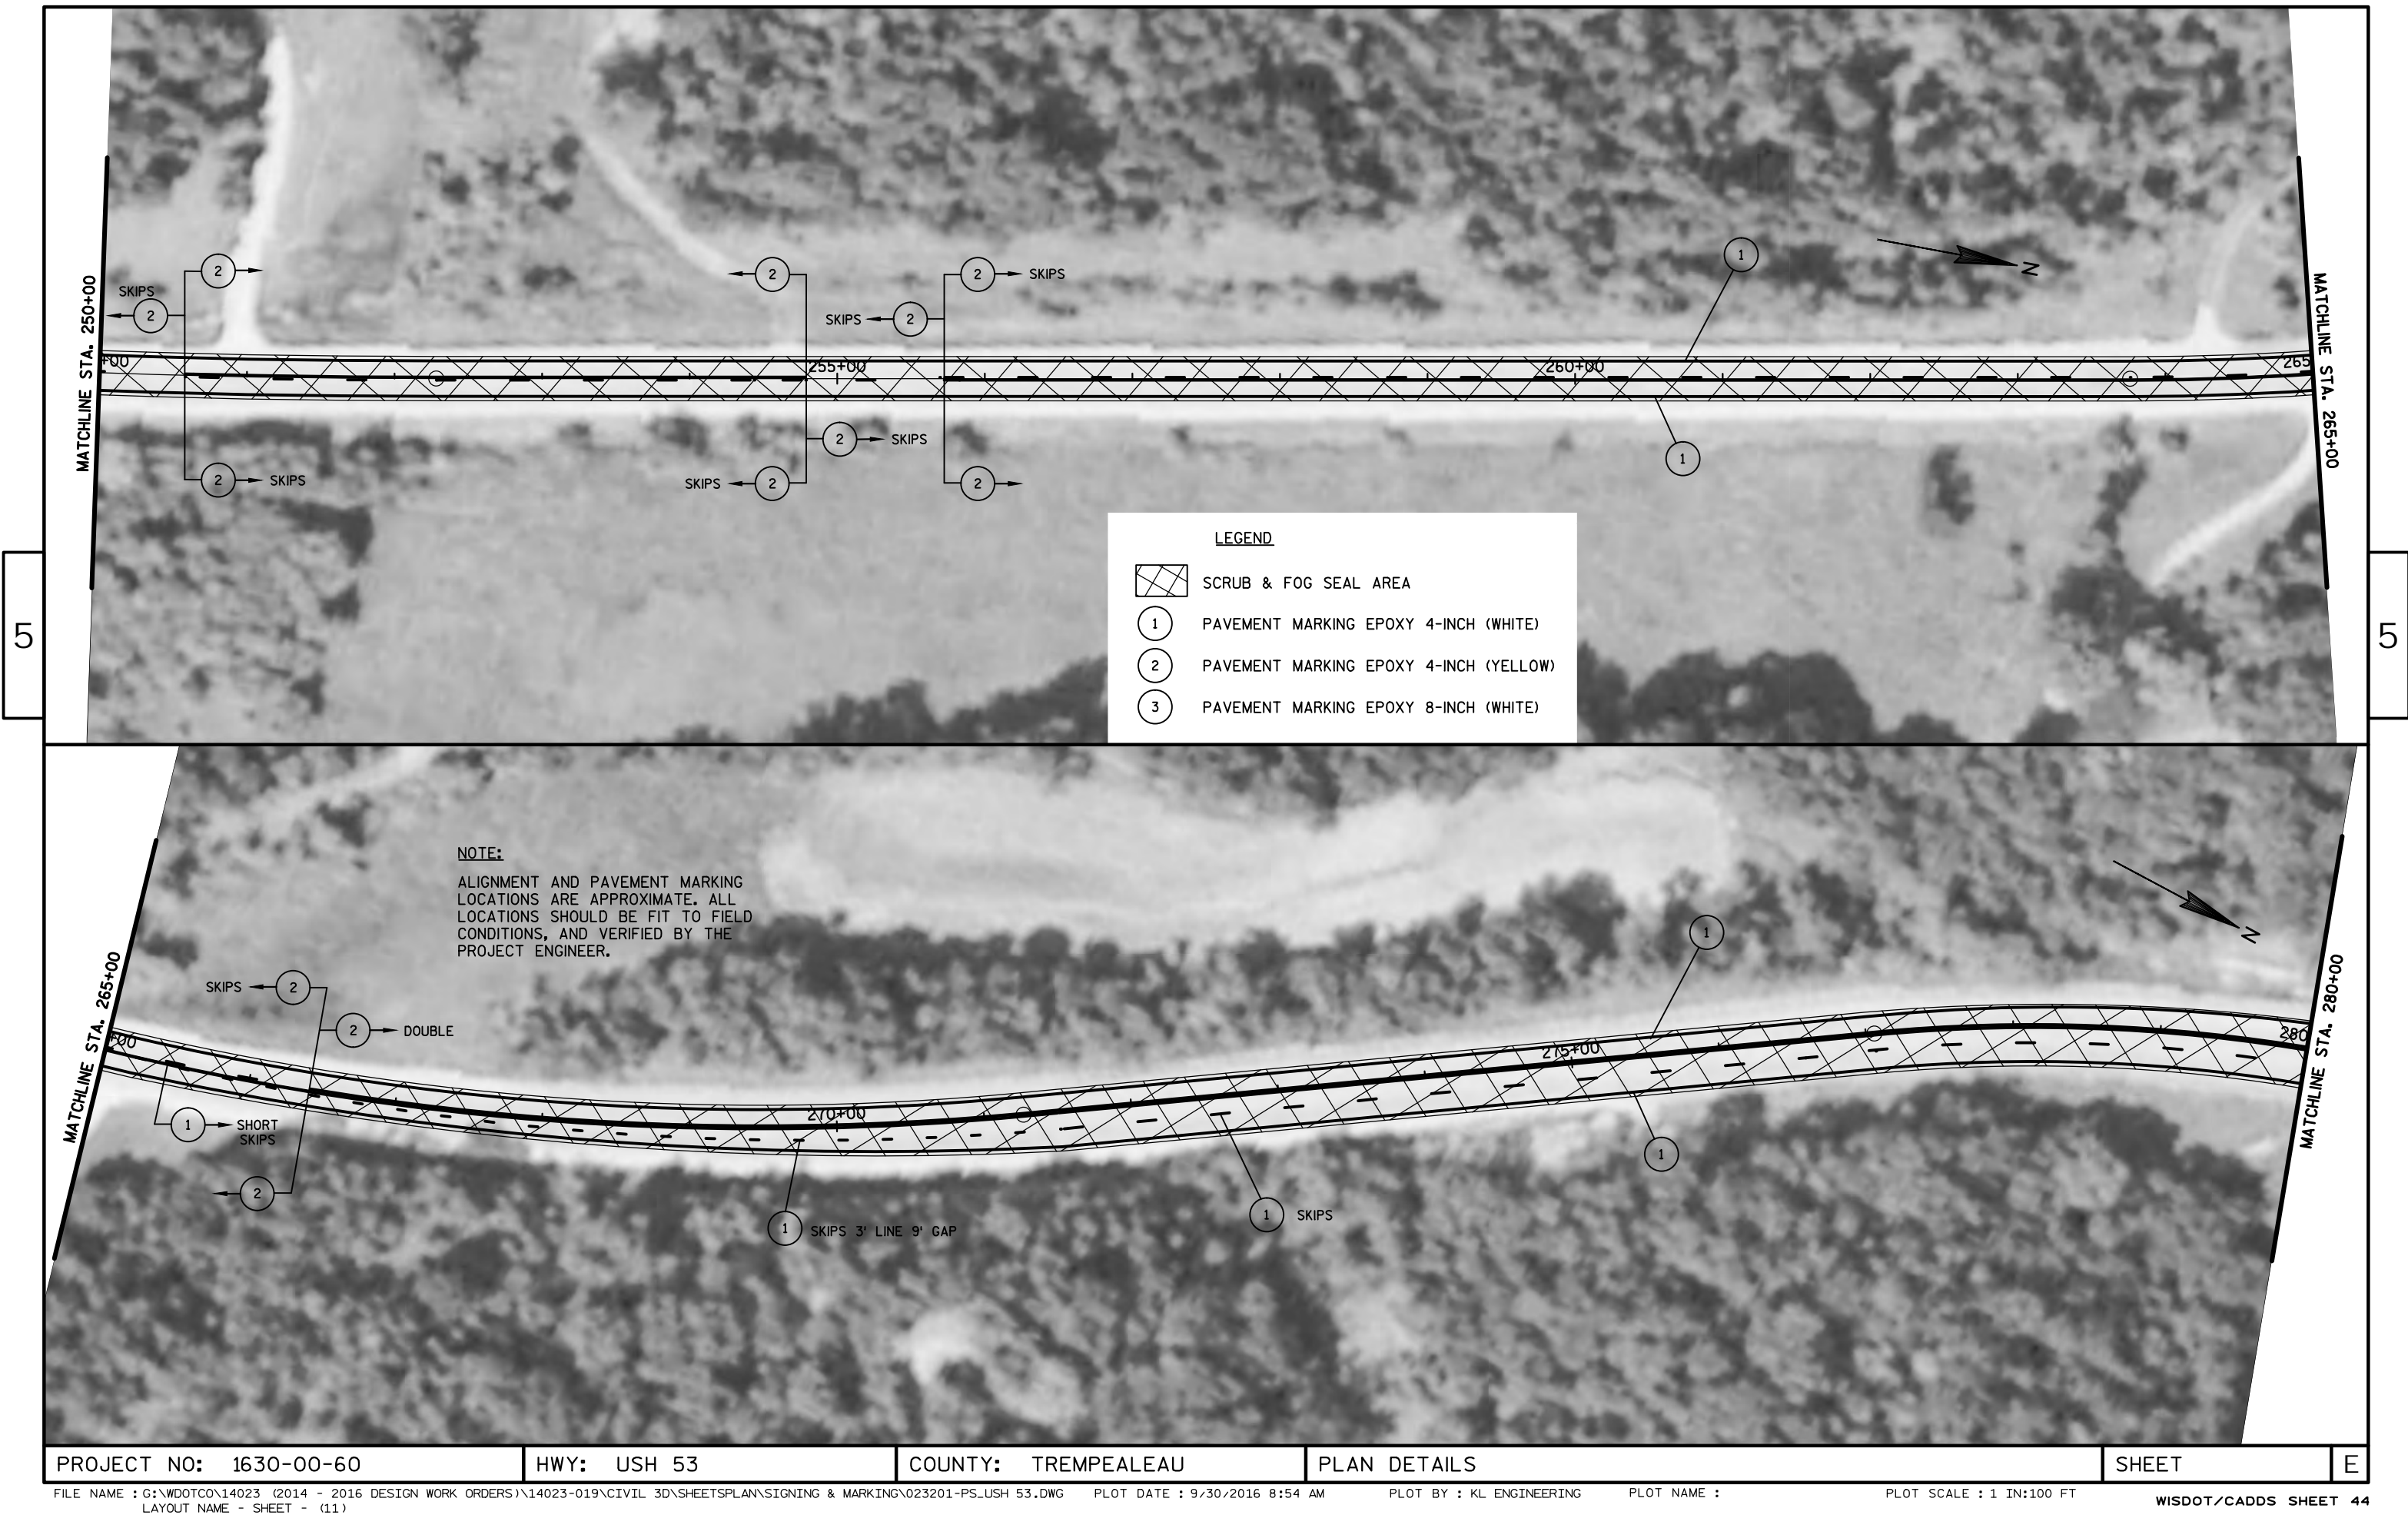 2
SKIPS
2
MATCHLINE STA. 250+00
+00
2
SKIPS
2
2
SKIPS
SKIPS
2
255+00
2
SKIPS
SKIPS
2
2
1
260+00
1
N
265
MATCHLINE STA. 265+00
LEGEND
SCRUB & FOG SEAL AREA
1 PAVEMENT MARKING EPOXY 4-INCH (WHITE)
2 PAVEMENT MARKING EPOXY 4-INCH (YELLOW)
3 PAVEMENT MARKING EPOXY 8-INCH (WHITE)
5
5
NOTE:
ALIGNMENT AND PAVEMENT MARKING
LOCATIONS ARE APPROXIMATE. ALL
LOCATIONS SHOULD BE FIT TO FIELD
CONDITIONS, AND VERIFIED BY THE
PROJECT ENGINEER.
MATCHLINE STA. 265+00
+00
SKIPS 2
2 DOUBLE
1 SHORT
SKIPS
2
270+00
1 SKIPS 3' LINE 9' GAP
1 SKIPS
275+00
1
1
N
280
MATCHLINE STA. 280+00
PROJECT NO: 1630-00-60 HWY: USH 53 COUNTY: TREMPEALEAU PLAN DETAILS SHEET E
FILE NAME : G:\WDOTCO\14023 (2014 - 2016 DESIGN WORK ORDERS)\14023-019\CIVIL 3D\SHEETSPLAN\SIGNING & MARKING\023201-PS_USH 53.DWG PLOT DATE : 9/30/2016 8:54 AM PLOT BY : KL ENGINEERING PLOT NAME : PLOT SCALE : 1 IN:100 FT
LAYOUT NAME - SHEET - (11)
WISDOT/CADDS SHEET 44